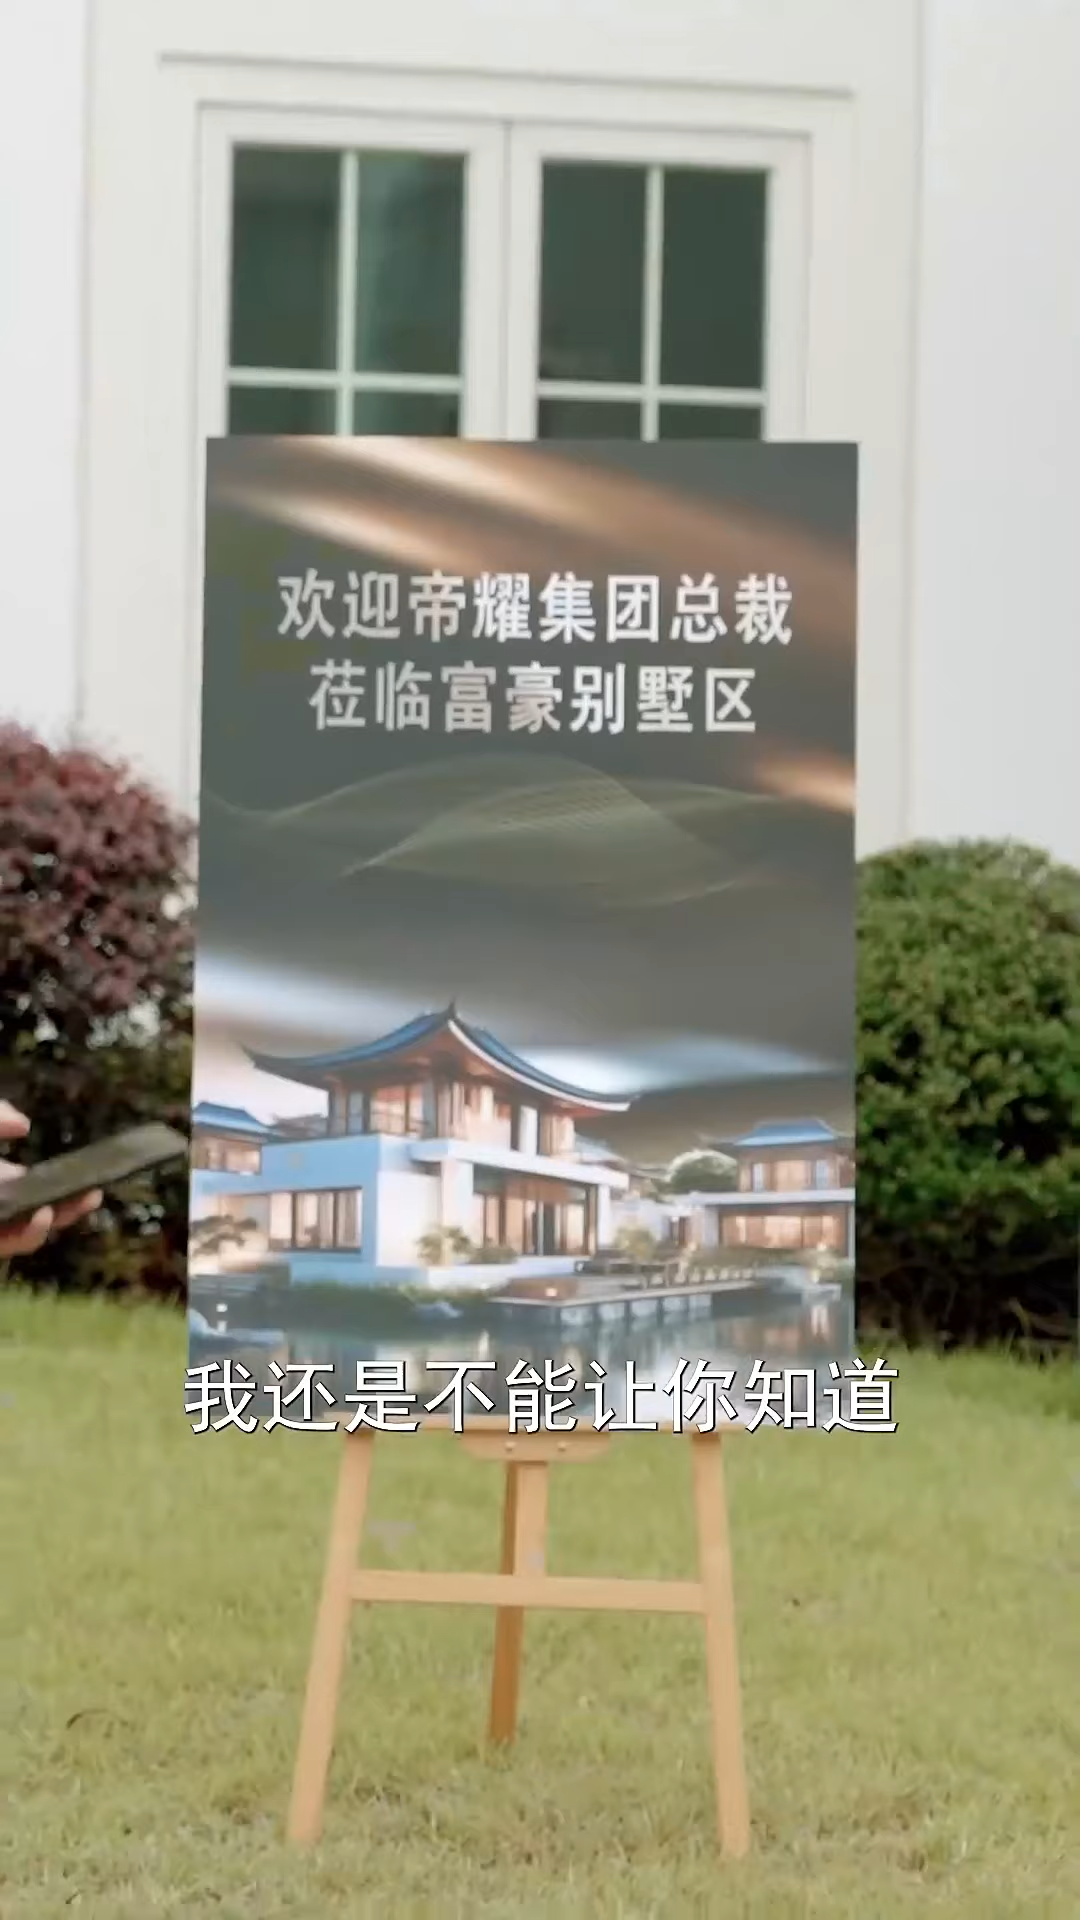 欢迎帝耀集团总裁
莅临富豪别墅区
我还是不能让你知道